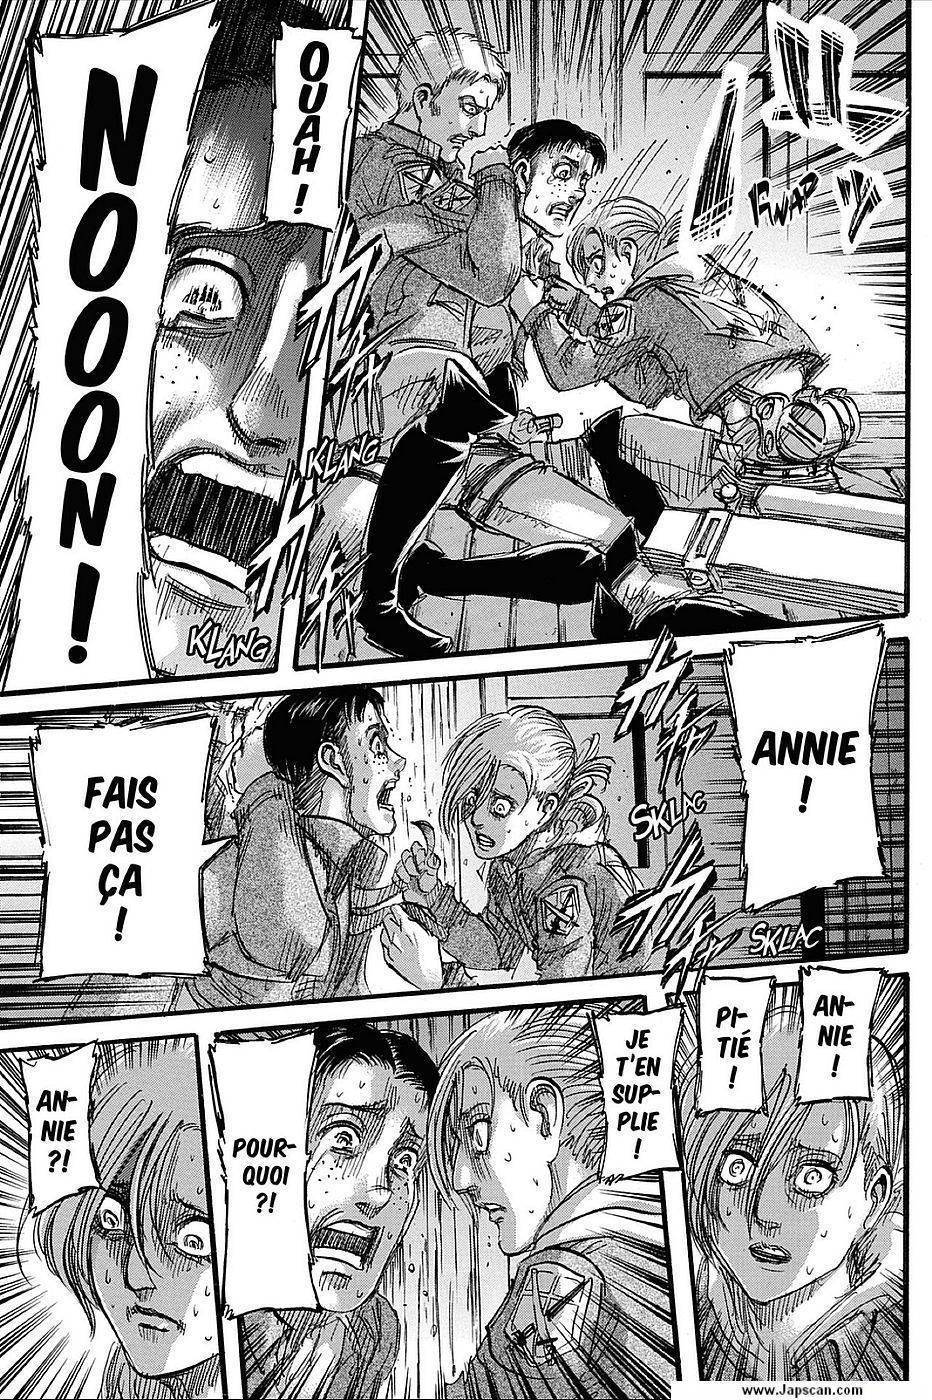 FWAP
OUAH !
KLANG
NOOOON !
KLANG
ANNIE
!
SKLAC
SKLAC
FAIS
PAS
ÇA
!
AN-
NIE
!
PI-
TIÉ
!
JE
T'EN
SUP-
PLIE
!
POUR-
QUOI
?!
AN-
NIE
?!
www.Japscan.com